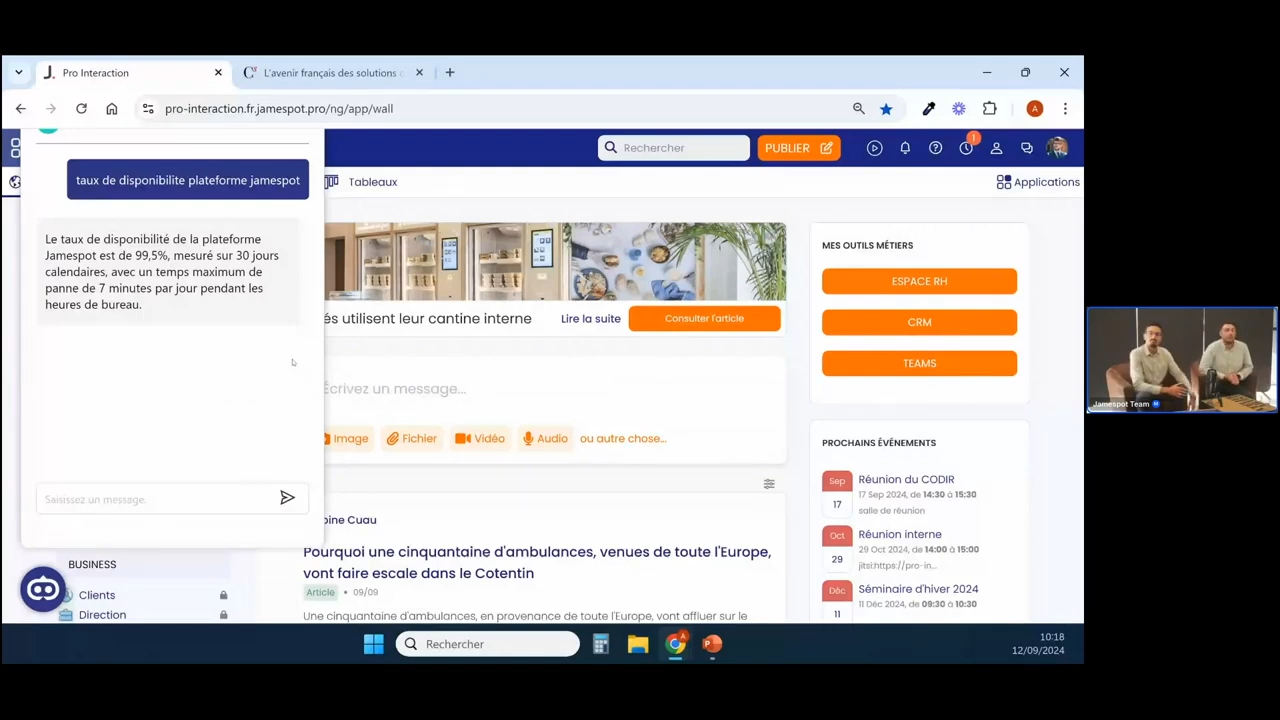 Pro Interaction
L'avenir français des solutions
pro-interaction.fr.jamespot.pro/ng/app/wall
A
Rechercher
PUBLIER
1
taux de disponibilite plateforme jamespot
Tableaux
Applications
Le taux de disponibilité de la plateforme
Jamespot est de 99,5%, mesuré sur 30 jours
calendaires, avec un temps maximum de
panne de 7 minutes par jour pendant les
heures de bureau.
Saisissez un message.
BUSINESS
Clients
Direction
és utilisent leur cantine interne
Lire la suite
Consulter l'article
Écrivez un message...
Image
Fichier
Vidéo
Audio
ou autre chose...
oine Cuau
Pourquoi une cinquantaine d'ambulances, venues de toute l'Europe,
vont faire escale dans le Cotentin
Article • 09/09
Une cinquantaine d'ambulances, en provenance de toute l'Europe, vont affluer sur le
MES OUTILS MÉTIERS
ESPACE RH
CRM
TEAMS
PROCHAINS ÉVÉNEMENTS
Sep
17
Réunion du CODIR
17 Sep 2024, de 14:30 à 15:30
salle de réunion
Oct
29
Réunion interne
29 Oct 2024, de 14:00 à 15:00
jitsi:https://pro-in...
Déc
11
Séminaire d'hiver 2024
11 Déc 2024, de 09:30 à 10:30
Jamespot Team
Rechercher
10:18
12/09/2024